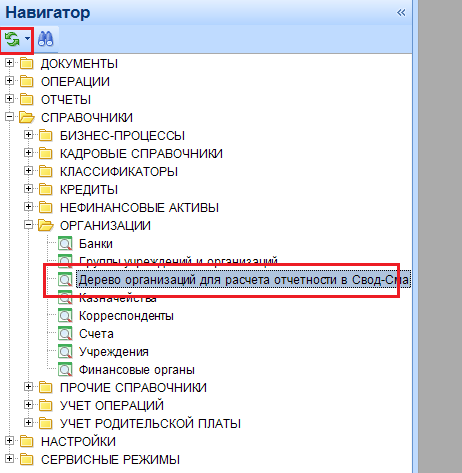 Навигатор
ДОКУМЕНТЫ
ОПЕРАЦИИ
ОТЧЕТЫ
СПРАВОЧНИКИ
БИЗНЕС-ПРОЦЕССЫ
КАДРОВЫЕ СПРАВОЧНИКИ
КЛАССИФИКАТОРЫ
КРЕДИТЫ
НЕФИНАНСОВЫЕ АКТИВЫ
ОРГАНИЗАЦИИ
Банки
Группы учреждений и организаций
Дерево организаций для расчета отчетности в Свод-Сма
Казначейства
Корреспонденты
Счета
Учреждения
Финансовые органы
ПРОЧИЕ СПРАВОЧНИКИ
УЧЕТ ОПЕРАЦИЙ
УЧЕТ РОДИТЕЛЬСКОЙ ПЛАТЫ
НАСТРОЙКИ
СЕРВИСНЫЕ РЕЖИМЫ